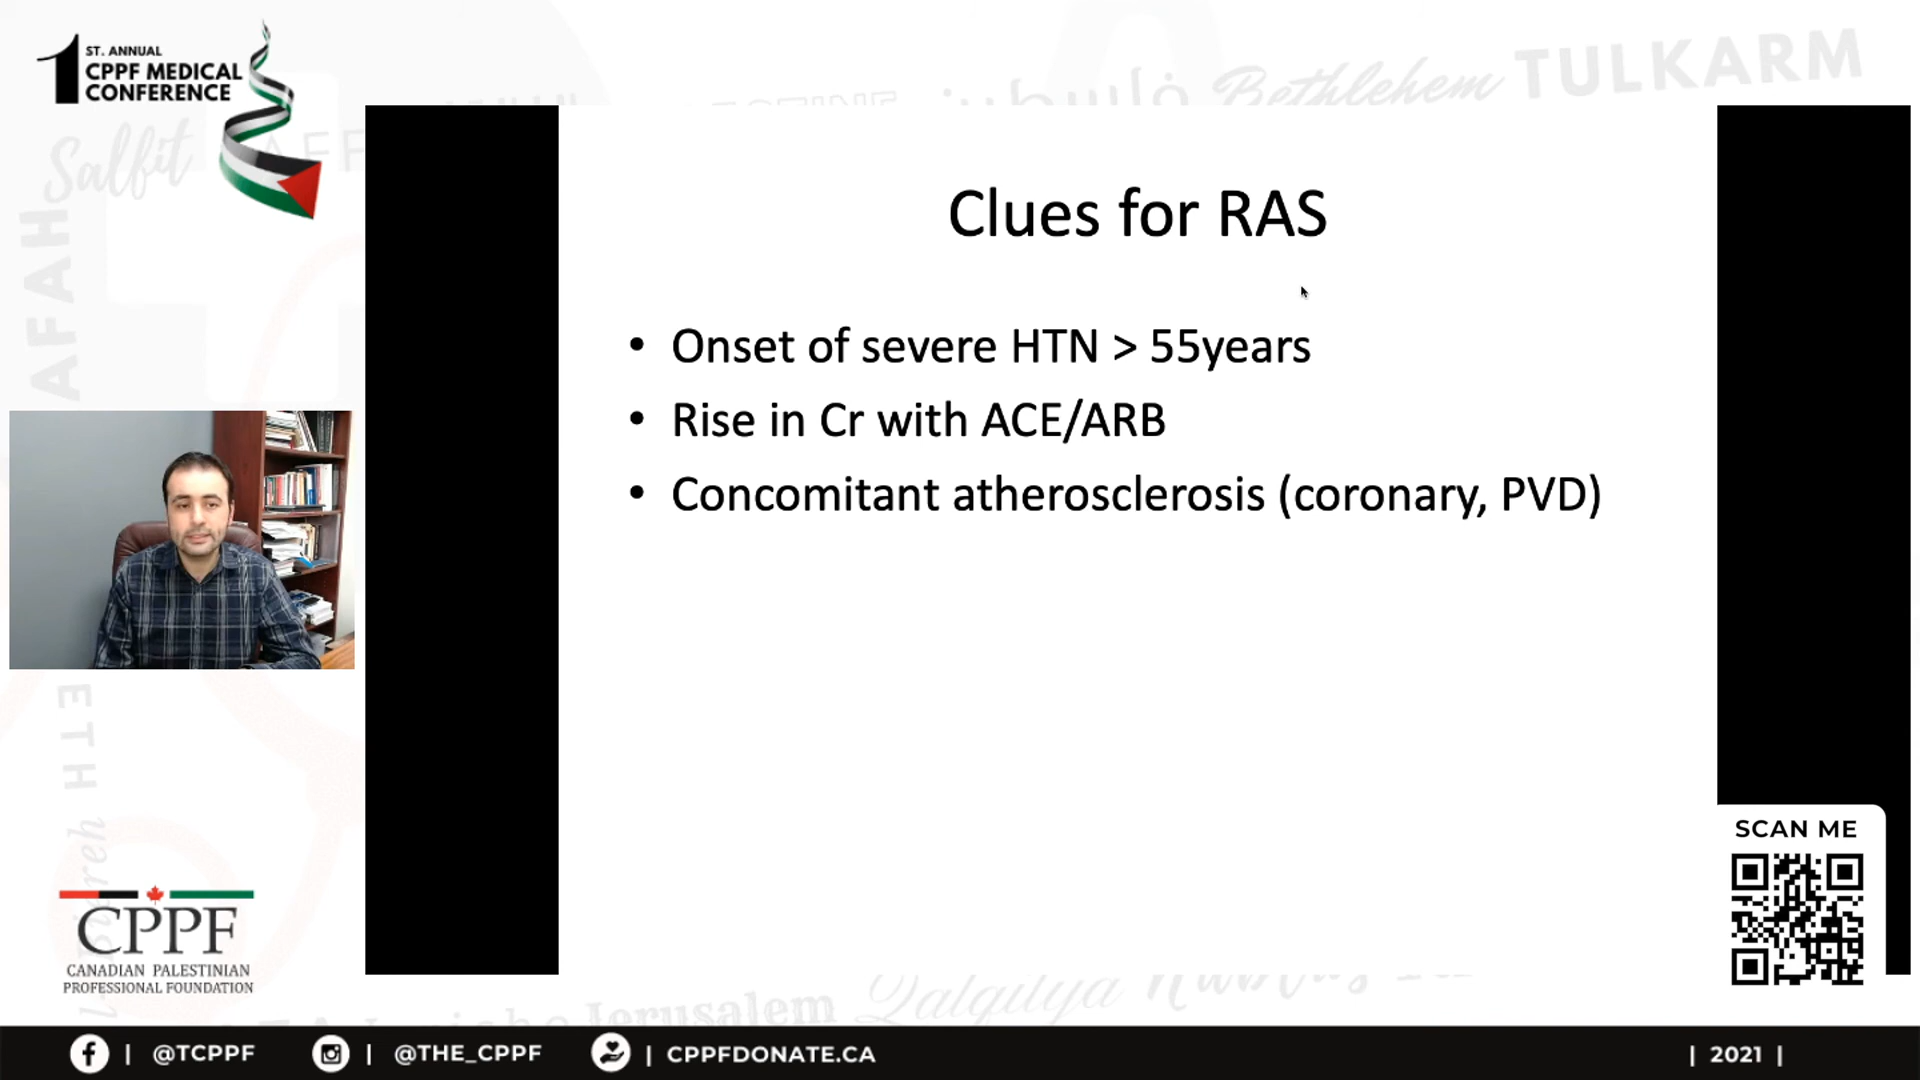 1
ST. ANNUAL
CPPF MEDICAL
CONFERENCE
Bethlehem
TULKARM
Salfit
Clues for RAS
• Onset of severe HTN > 55years
• Rise in Cr with ACE/ARB
• Concomitant atherosclerosis (coronary, PVD)
SCAN ME
CPPF
CANADIAN PALESTINIAN
PROFESSIONAL FOUNDATION
Jerusalem
Qalqilya
| @TCPPF
| @THE_CPPF
| CPPFDONATE.CA
| 2021 |